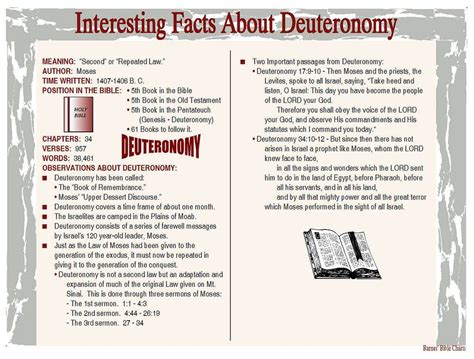 Interesting Facts About Deuteronomy
MEANING: "Second" or "Repeated Law."
AUTHOR: Moses
TIME WRITTEN: 1407-1406 B. C.
POSITION IN THE BIBLE: • 5th Book in the Bible
• 5th Book in the Old Testament
• 5th Book in the Pentateuch
(Genesis - Deuteronomy)
• 61 Books to follow it.
HOLY
BIBLE
CHAPTERS: 34
VERSES: 957
WORDS: 38,461
DEUTERONOMY
OBSERVATIONS ABOUT DEUTERONOMY:
■ Deuteronomy has been called:
• The "Book of Remembrance."
• Moses' "Upper Dessert Discourse."
■ Deuteronomy covers a time frame of about one month.
■ The Israelites are camped in the Plains of Moab.
■ Deuteronomy consists of a series of farewell messages
by Israel's 120 year-old leader, Moses.
■ Just as the Law of Moses had been given to the
generation of the exodus, it must now be repeated in
giving it to the generation of the conquest.
• Deuteronomy is not a second law but an adaptation and
expansion of much of the original Law given on Mt.
Sinai. This is done through three sermons of Moses:
- The 1st sermon. 1:1 - 4:3
- The 2nd sermon. 4:44 - 26:19
- The 3rd sermon. 27 - 34
■ Two Important passages from Deuteronomy:
• Deuteronomy 17:9-10 - Then Moses and the priests, the
Levites, spoke to all Israel, saying, "Take heed and
listen, O Israel: This day you have become the people
of the LORD your God.
Therefore you shall obey the voice of the LORD
your God, and observe His commandments and His
statutes which I command you today."
• Deuteronomy 34:10-12 - But since then there has not
arisen in Israel a prophet like Moses, whom the LORD
knew face to face,
in all the signs and wonders which the LORD sent
him to do in the land of Egypt, before Pharaoh, before
all his servants, and in all his land,
and by all that mighty power and all the great terror
which Moses performed in the sight of all Israel.
Barnes' Bible Charts